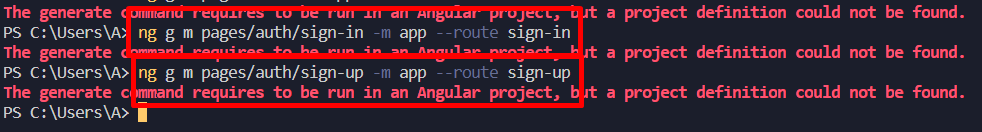 The generate command requires to be run in an Angular project, but a project definition could not be found.
PS C:\Users\A> ng g m pages/auth/sign-in -m app --route sign-in
The generate command requires to be run in an Angular project, but a project definition could not be found.
PS C:\Users\A> ng g m pages/auth/sign-up -m app --route sign-up
The generate command requires to be run in an Angular project, but a project definition could not be found.
PS C:\Users\A>